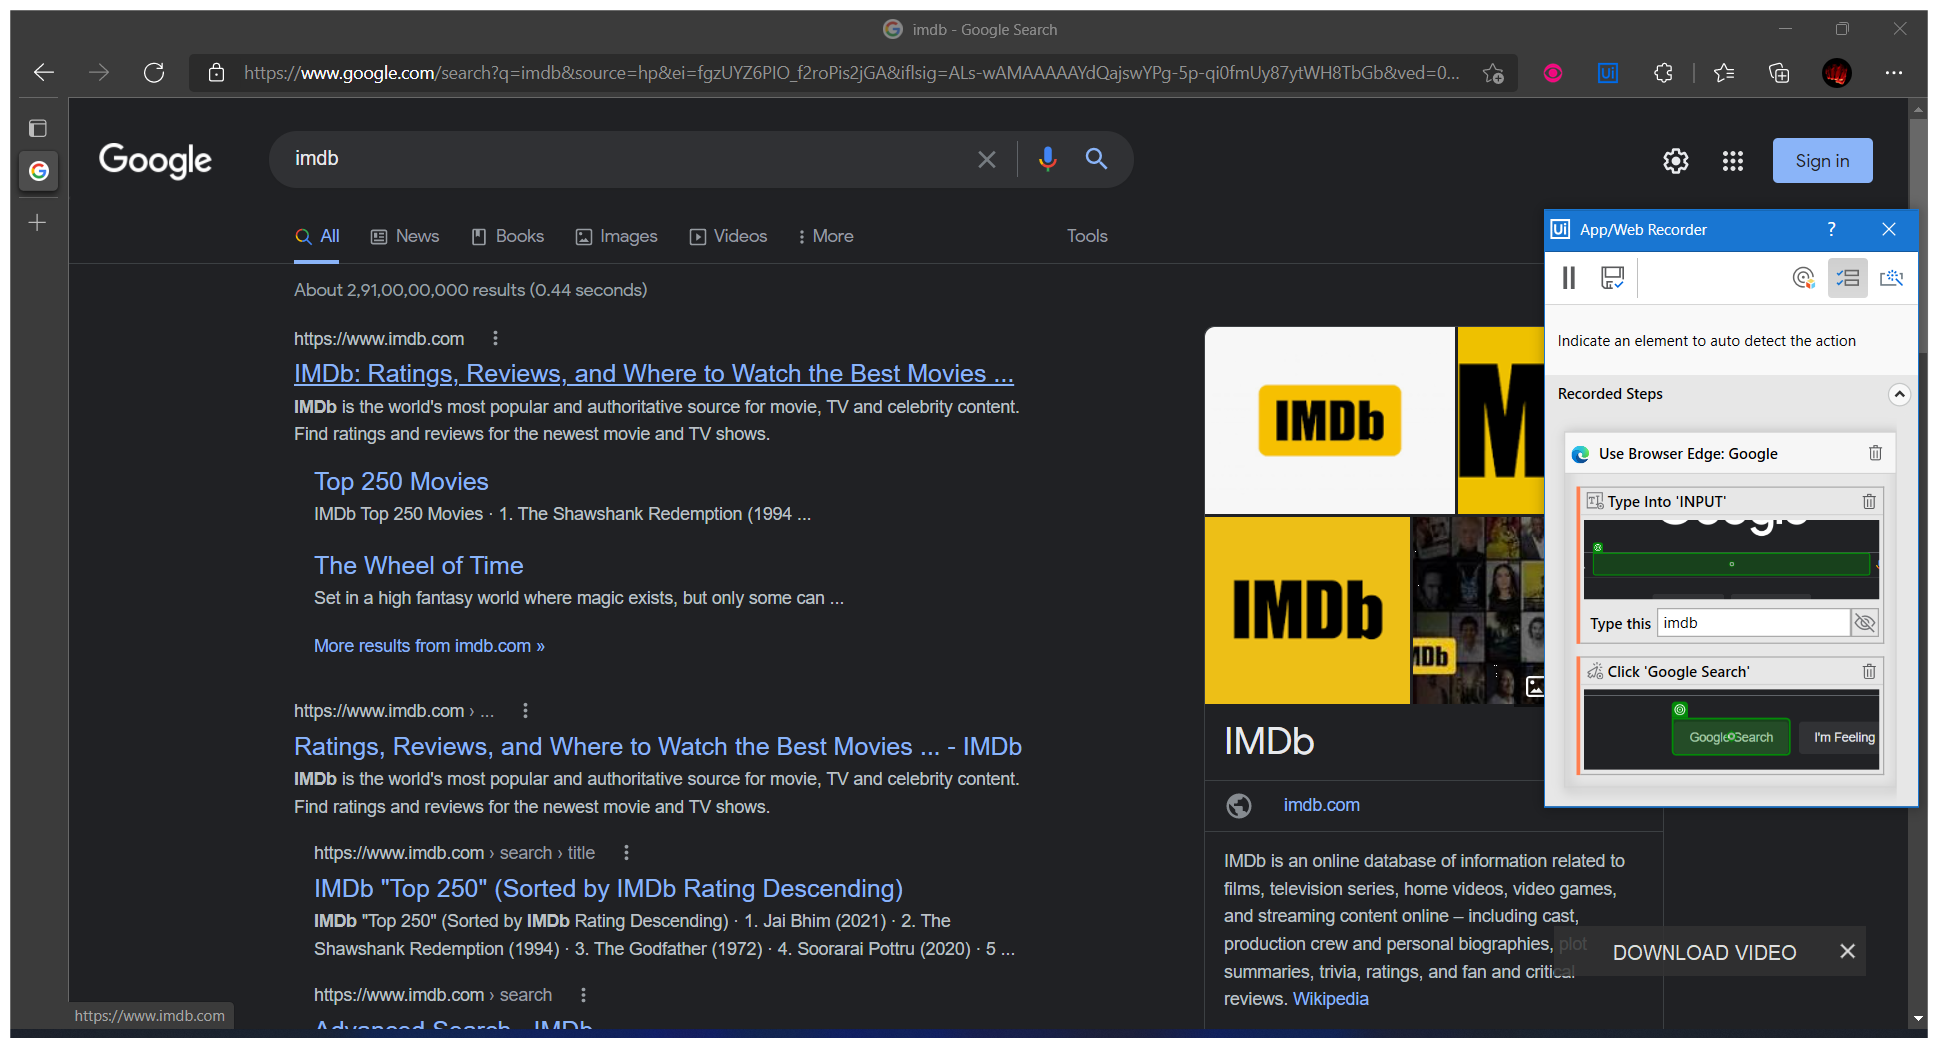 imdb - Google Search
https://www.google.com/search?q=imdb&source=hp&ei=fgzUYZ6PIO_f2roPis2jGA&iflsig=ALs-wAMAAAAAYdQajswYPg-5p-qi0fmUy87ytWH8TbGb&ved=0...
Google
imdb
Sign in
All News Books Images Videos More Tools
About 2,91,00,00,000 results (0.44 seconds)
https://www.imdb.com
IMDb: Ratings, Reviews, and Where to Watch the Best Movies ...
IMDb is the world's most popular and authoritative source for movie, TV and celebrity content.
Find ratings and reviews for the newest movie and TV shows.
Top 250 Movies
IMDb Top 250 Movies · 1. The Shawshank Redemption (1994 ...
The Wheel of Time
Set in a high fantasy world where magic exists, but only some can ...
More results from imdb.com »
https://www.imdb.com › ...
Ratings, Reviews, and Where to Watch the Best Movies ... - IMDb
IMDb is the world's most popular and authoritative source for movie, TV and celebrity content.
Find ratings and reviews for the newest movie and TV shows.
https://www.imdb.com › search › title
IMDb "Top 250" (Sorted by IMDb Rating Descending)
IMDb "Top 250" (Sorted by IMDb Rating Descending) · 1. Jai Bhim (2021) · 2. The
Shawshank Redemption (1994) · 3. The Godfather (1972) · 4. Soorarai Pottru (2020) · 5 ...
https://www.imdb.com › search
Advanced Search - IMDb
https://www.imdb.com
IMDb
M
IMDb
MDb
IMDb
imdb.com
IMDb is an online database of information related to
films, television series, home videos, video games,
and streaming content online – including cast,
production crew and personal biographies, plot
summaries, trivia, ratings, and fan and critical
reviews. Wikipedia
DOWNLOAD VIDEO
Ui App/Web Recorder ?
Indicate an element to auto detect the action
Recorded Steps
Use Browser Edge: Google
Type Into 'INPUT'
Google
Type this imdb
Click 'Google Search'
Google Search I'm Feeling